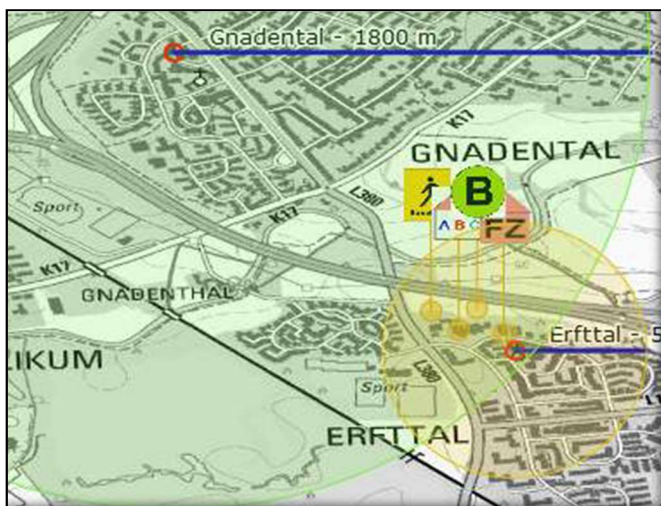 Gnadental - 1800 m
K17
GNADENTAL
L380
B
A B C
FZ
Sport
K17
K17
GNADENTHAL
Erfttal - 5
IKUM
L380
Sport
ERFTTAL